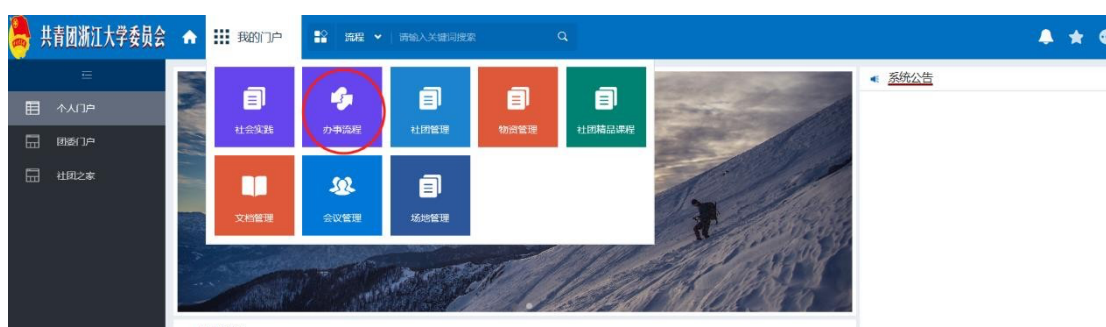 共青团浙江大学委员会
我的门户
流程
请输入关键词搜索
个人门户
团委门户
社团之家
社会实践
办事流程
社团管理
物资管理
社团精品课程
文档管理
会议管理
场地管理
系统公告